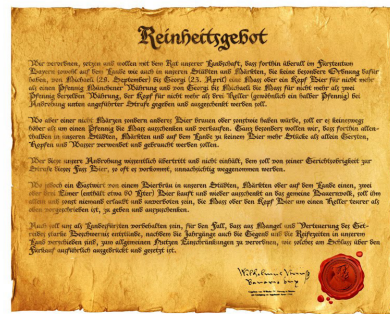 Reinheitsgebot
Wir verordnen, setzen und wollen mit dem Rat unserer Landschaft, dass forthin überall im Fürstentum
Bayern sowohl auf dem Lande wie auch in unseren Städten und Märkten, die keine besondere Ordnung dafür
haben, von Michaeli (29. September) bis Georgi (23. April) eine Mass oder ein Kopf Bier für nicht mehr
als einen Pfennig Münchener Währung und von Georgi bis Michaeli die Mass für nicht mehr als zwei
Pfennig derselben Währung, der Kopf für nicht mehr als drei Heller (gewöhnlich ein halber Pfennig) bei
Androhung unten angeführter Strafe gegeben und ausgeschenkt werden soll.
Wo aber einer nicht Märzen sondern anderes Bier brauen oder sonstwie haben würde, soll er es keineswegs
höher als um einen Pfennig die Mass ausschenken und verkaufen. Ganz besonders wollen wir, dass forthin allen-
thalben in unseren Städten, Märkten und auf dem Lande zu keinem Bier mehr Stücke als allein Gersten,
Hopfen und Wasser verwendet und gebraucht werden sollen.
Wer diese unsere Androhung wissentlich übertritt und nicht einhält, dem soll von seiner Gerichtsobrigkeit zur
Strafe dieses Fass Bier, so oft es vorkommt, unnachsichtig weggenommen werden.
Wo jedoch ein Gastwirt von einem Bierbräu in unseren Städten, Märkten oder auf dem Lande einen, zwei
oder drei Eimer (enthält etwa 60 Liter) Bier kauft und wieder ausschenkt an das gemeine Bauernvolk, soll ihm
allein und sonst niemand erlaubt und unverboten sein, die Mass oder den Kopf Bier um einen Heller teurer als
oben vorgeschrieben ist, zu geben und auszuschenken.
Auch soll uns als Landesfürsten vorbehalten sein, für den Fall, dass aus Mangel und Verteuerung des Get-
reides starke Beschwernis entstünde, nachdem die Jahrgänge auch die Gegend und die Reifezeiten in unserem
Land verschieden sind, zum allgemeinen Nutzen Einschränkungen zu verordnen, wie solches am Schluss über den
Fürkauf ausführlich ausgedrückt und gesetzt ist.